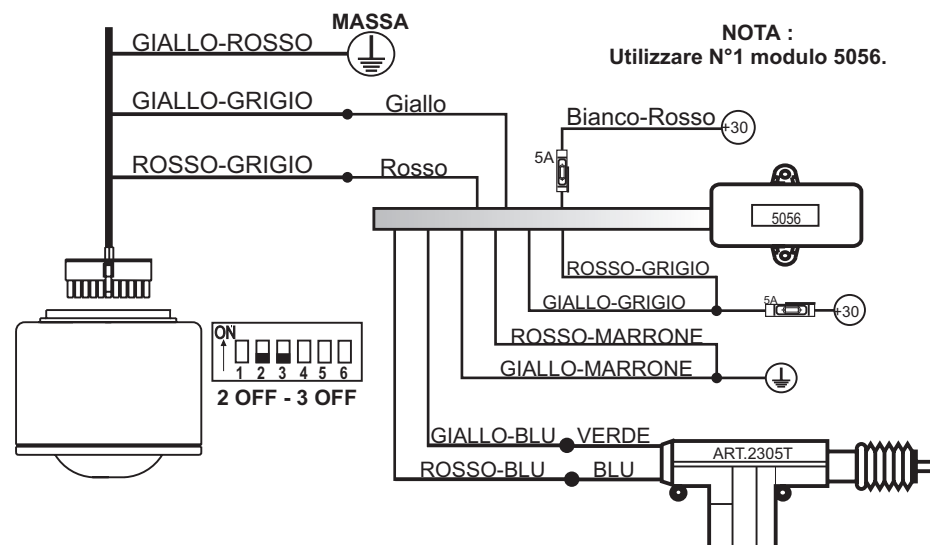 MASSA
NOTA :
Utilizzare N°1 modulo 5056.
GIALLO-ROSSO
GIALLO-GRIGIO
Giallo
Bianco-Rosso
+30
5A
ROSSO-GRIGIO
Rosso
5056
ROSSO-GRIGIO
GIALLO-GRIGIO
5A
+30
ROSSO-MARRONE
GIALLO-MARRONE
ON
1 2 3 4 5 6
2 OFF - 3 OFF
GIALLO-BLU
VERDE
ART.2305T
ROSSO-BLU
BLU